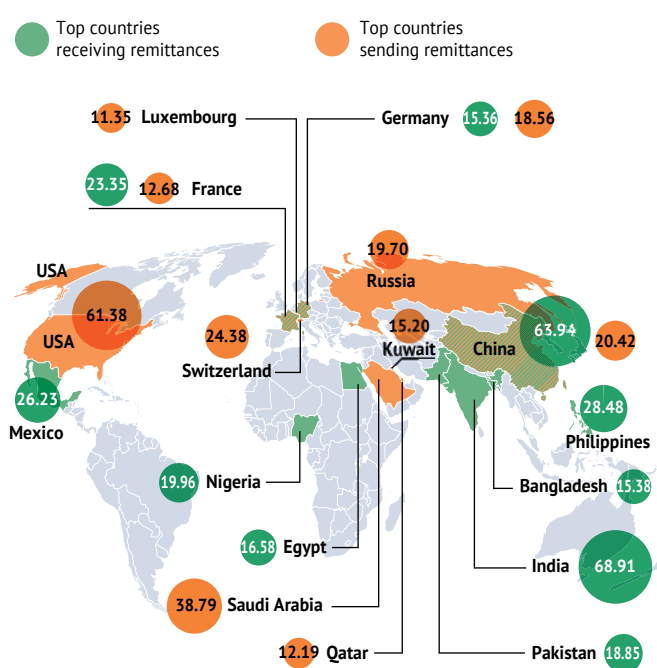 Top countries
receiving remittances
Top countries
sending remittances
11.35 Luxembourg
Germany 15.36 18.56
23.35 12.68 France
USA
19.70
Russia
61.38
USA
24.38
Switzerland
15.20
Kuwait
China
63.94
20.42
26.23
Mexico
28.48
Philippines
19.96 Nigeria
Bangladesh 15.38
16.58 Egypt
India 68.91
38.79 Saudi Arabia
12.19 Qatar
Pakistan 18.85